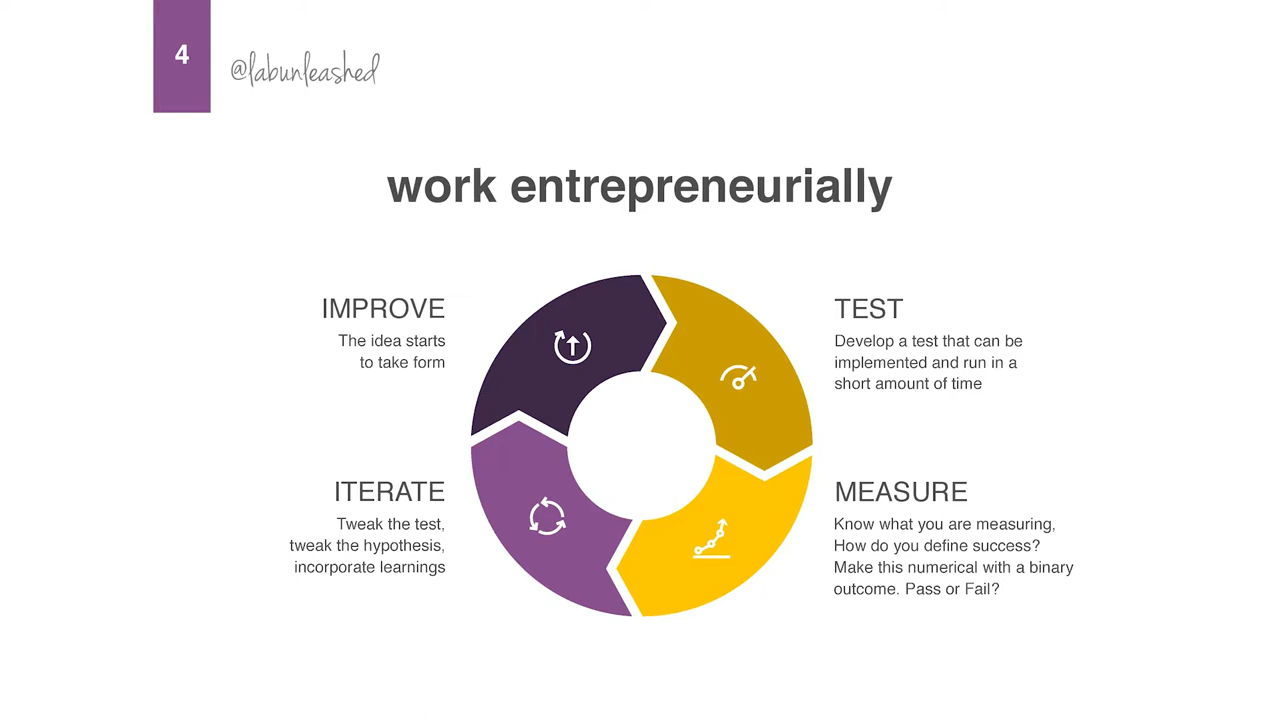 4
@labunleashed
work entrepreneurially
IMPROVE
The idea starts
to take form
TEST
Develop a test that can be
implemented and run in a
short amount of time
ITERATE
Tweak the test,
tweak the hypothesis,
incorporate learnings
MEASURE
Know what you are measuring,
How do you define success?
Make this numerical with a binary
outcome. Pass or Fail?